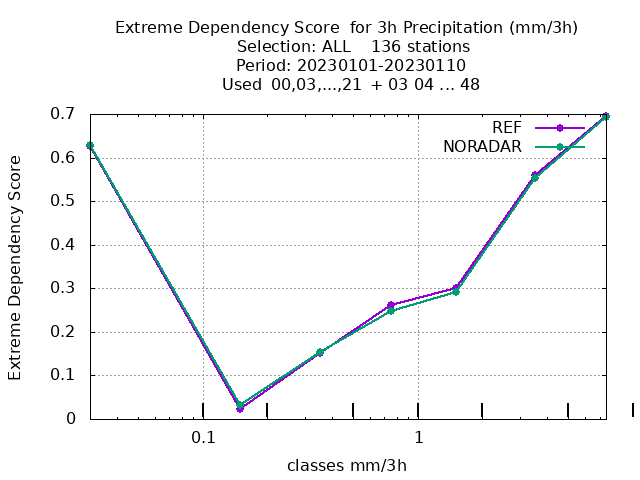 Extreme Dependency Score  for 3h Precipitation (mm/3h)
Selection: ALL    136 stations
Period: 20230101-20230110
Used  00,03,...,21  + 03 04 ... 48
REF
NORADAR
Extreme Dependency Score
0.7
0.6
0.5
0.4
0.3
0.2
0.1
0
0.1
1
classes mm/3h